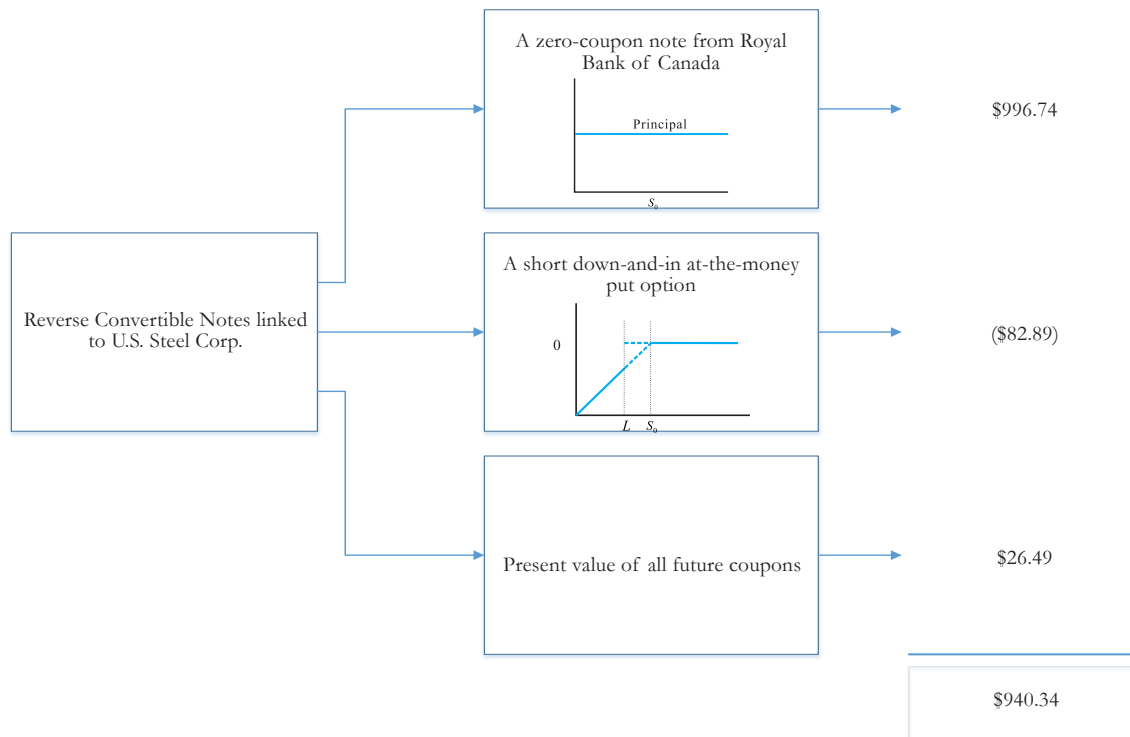 A zero-coupon note from Royal
Bank of Canada
Principal
S₀
$996.74
Reverse Convertible Notes linked
to U.S. Steel Corp.
A short down-and-in at-the-money
put option
0
L S₀
($82.89)
Present value of all future coupons
$26.49
$940.34